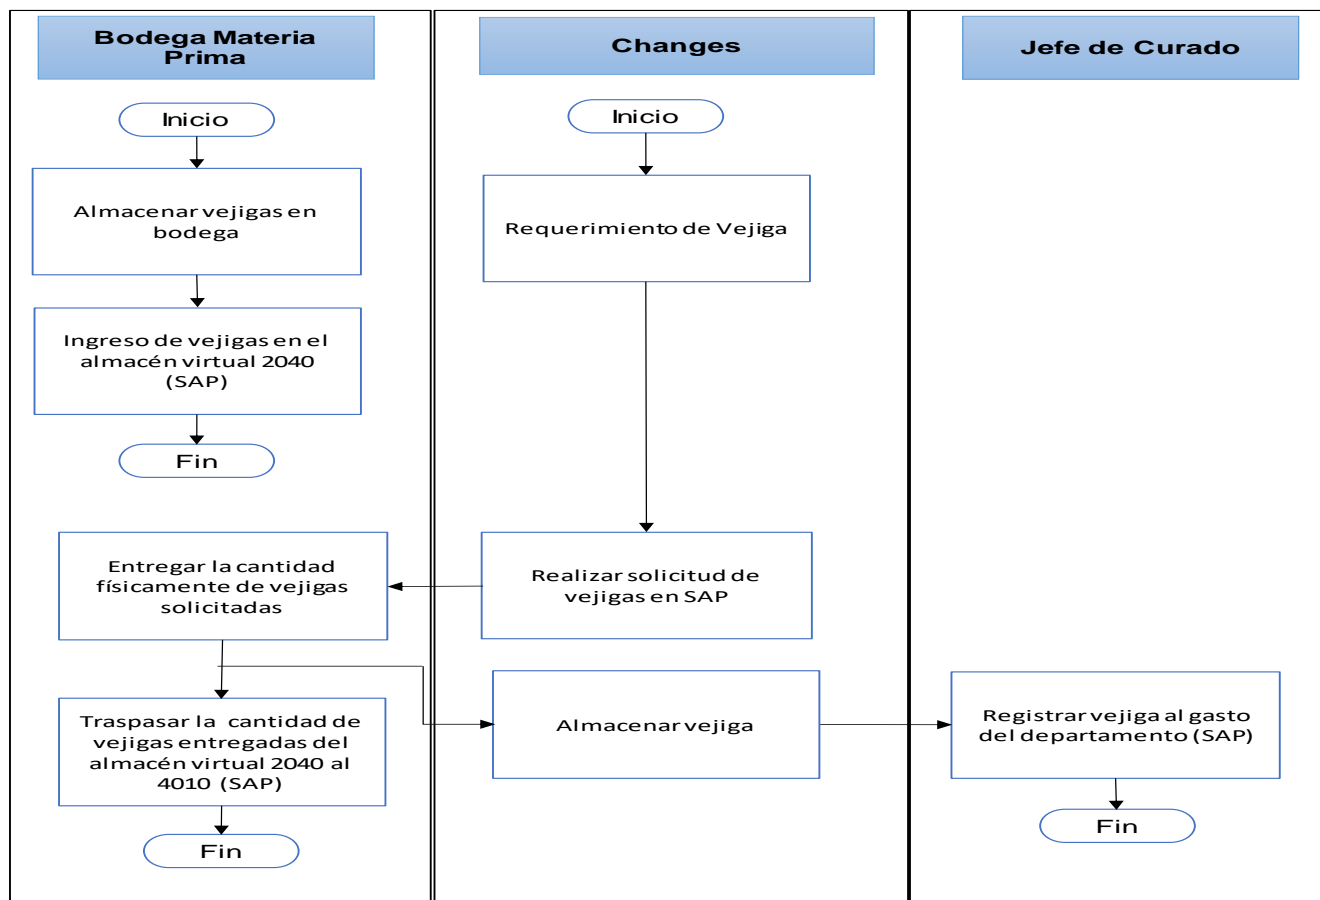 Bodega Materia
Prima
Changes
Jefe de Curado
Inicio
Almacenar vejigas en
bodega
Ingreso de vejigas en el
almacén virtual 2040
(SAP)
Fin
Inicio
Requerimiento de Vejiga
Realizar solicitud de
vejigas en SAP
Entregar la cantidad
físicamente de vejigas
solicitadas
Traspasar la cantidad de
vejigas entregadas del
almacén virtual 2040 al
4010 (SAP)
Fin
Almacenar vejiga
Registrar vejiga al gasto
del departamento (SAP)
Fin